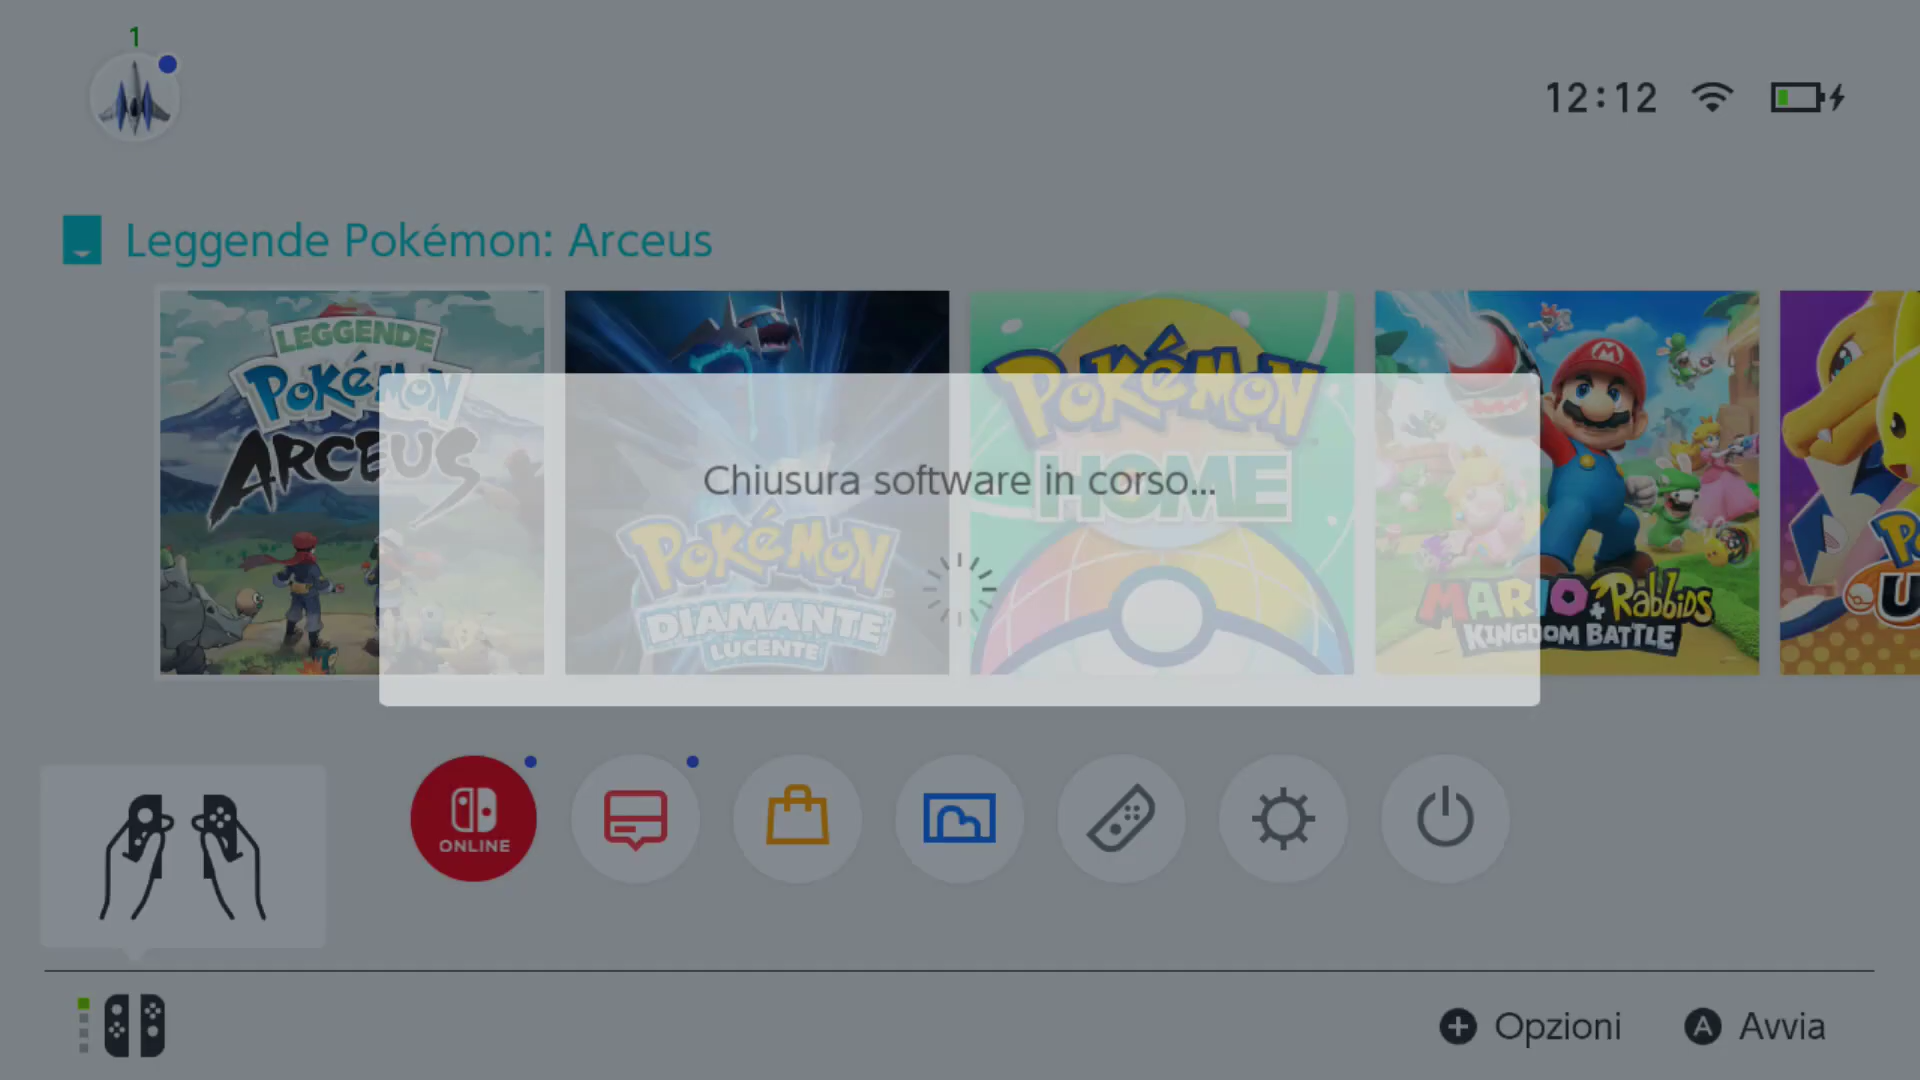 1
12:12
Leggende Pokémon: Arceus
LEGGENDE
POKéMON
ARCEUS
POKéMON
DIAMANTE
LUCENTE
POKéMON
HOME
MARIO + Rabbids
KINGDOM BATTLE
Chiusura software in corso...
ONLINE
Opzioni
A Avvia